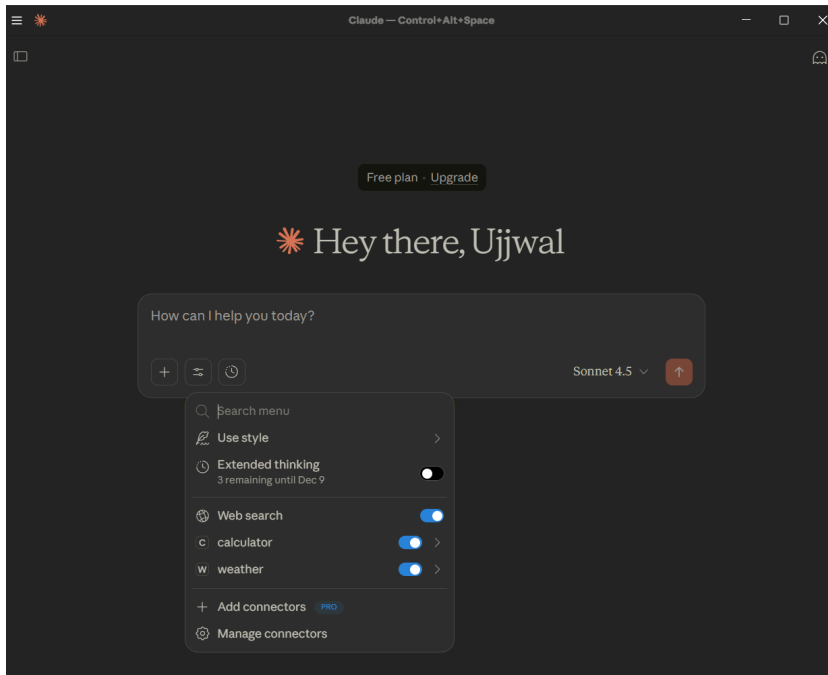 Claude — Control+Alt+Space
Free plan · Upgrade
Hey there, Ujjwal
How can I help you today?
Sonnet 4.5
Search menu
Use style
Extended thinking
3 remaining until Dec 9
Web search
C calculator
W weather
Add connectors PRO
Manage connectors